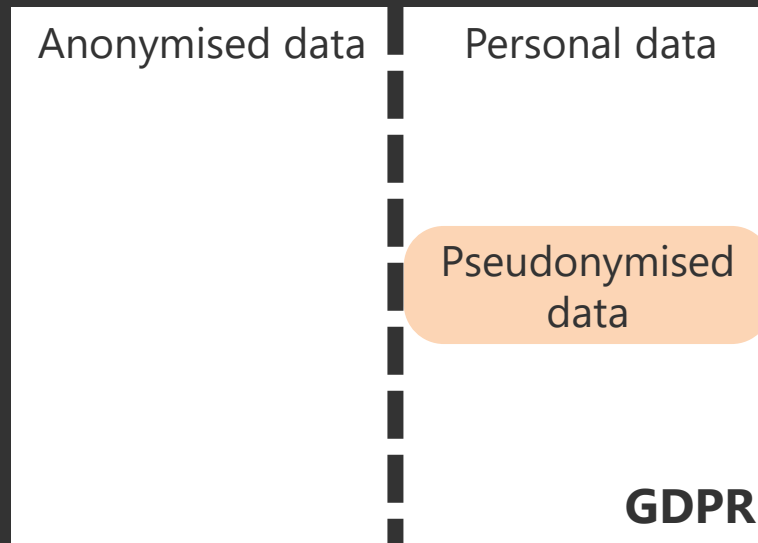 Anonymised data
Personal data
Pseudonymised
data
GDPR